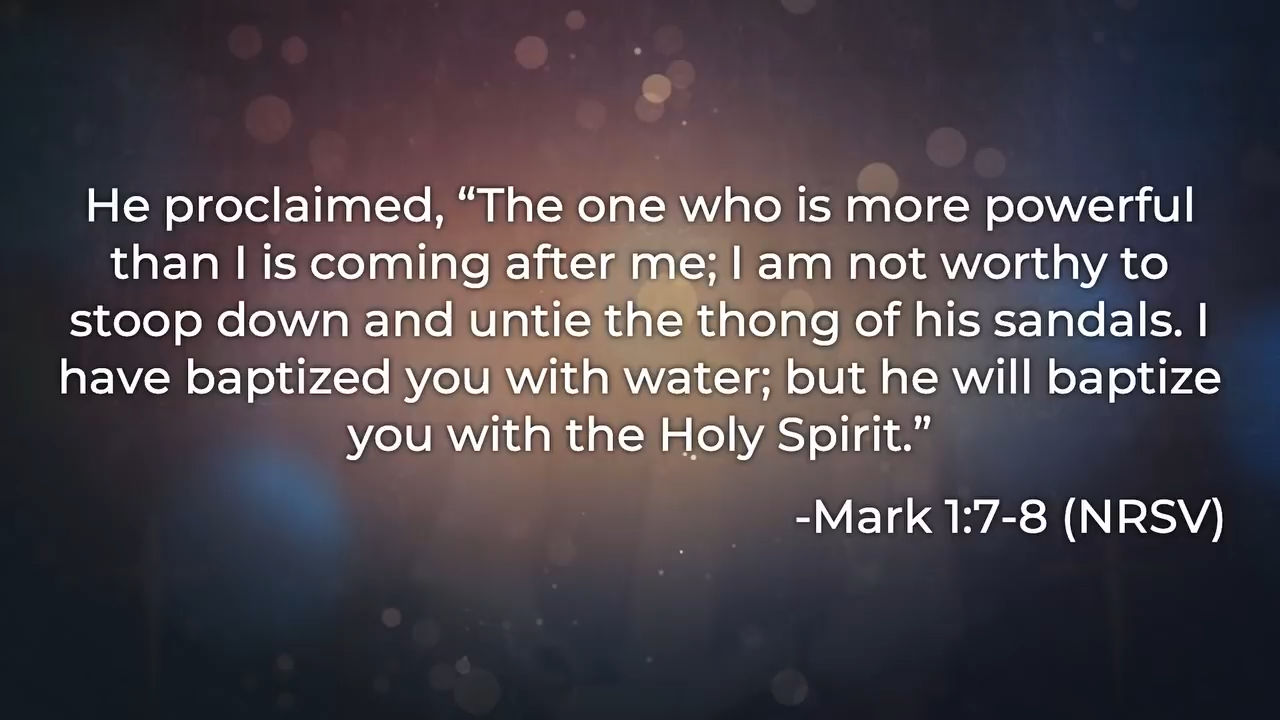 He proclaimed, “The one who is more powerful
than I is coming after me; I am not worthy to
stoop down and untie the thong of his sandals. I
have baptized you with water; but he will baptize
you with the Holy Spirit.”
-Mark 1:7-8 (NRSV)